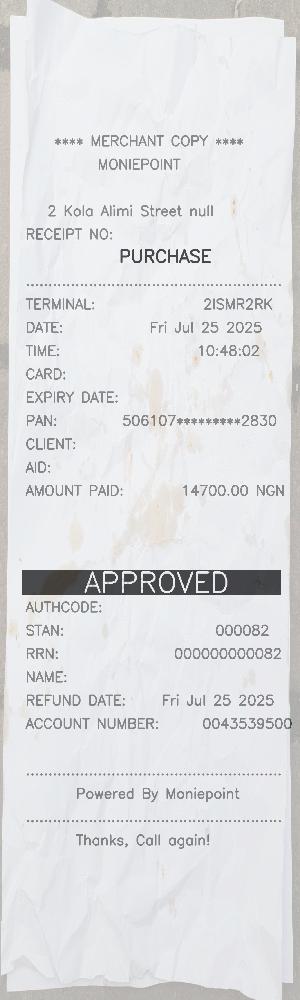 **** MERCHANT COPY ****
MONIEPOINT
2 Kola Alimi Street null
RECEIPT NO:
PURCHASE
TERMINAL: 2ISMR2RK
DATE: Fri Jul 25 2025
TIME: 10:48:02
CARD:
EXPIRY DATE:
PAN: 506107*********2830
CLIENT:
AID:
AMOUNT PAID: 14700.00 NGN
APPROVED
AUTHCODE:
STAN: 000082
RRN: 000000000082
NAME:
REFUND DATE: Fri Jul 25 2025
ACCOUNT NUMBER: 0043539500
Powered By Moniepoint
Thanks, Call again!